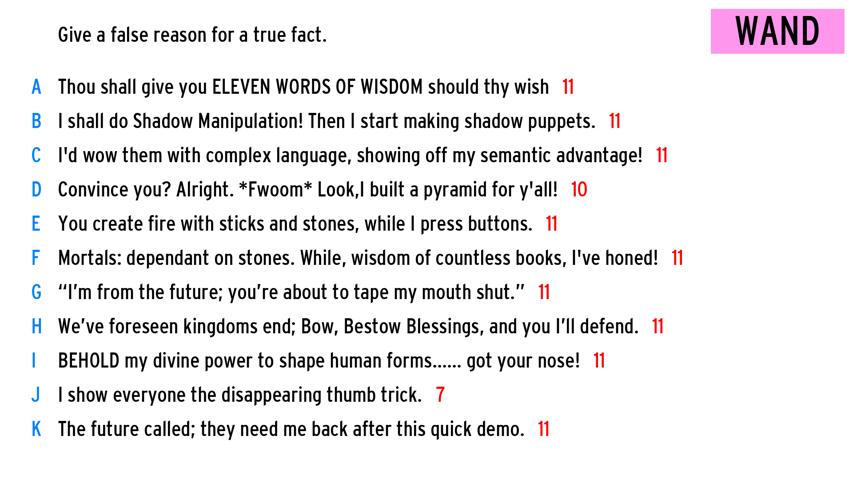 Give a false reason for a true fact.
WAND
A Thou shall give you ELEVEN WORDS OF WISDOM should thy wish 11
B I shall do Shadow Manipulation! Then I start making shadow puppets. 11
C I'd wow them with complex language, showing off my semantic advantage! 11
D Convince you? Alright. *Fwoom* Look,I built a pyramid for y'all! 10
E You create fire with sticks and stones, while I press buttons. 11
F Mortals: dependant on stones. While, wisdom of countless books, I've honed! 11
G “I’m from the future; you’re about to tape my mouth shut.” 11
H We’ve foreseen kingdoms end; Bow, Bestow Blessings, and you I’ll defend. 11
I BEHOLD my divine power to shape human forms...... got your nose! 11
J I show everyone the disappearing thumb trick. 7
K The future called; they need me back after this quick demo. 11